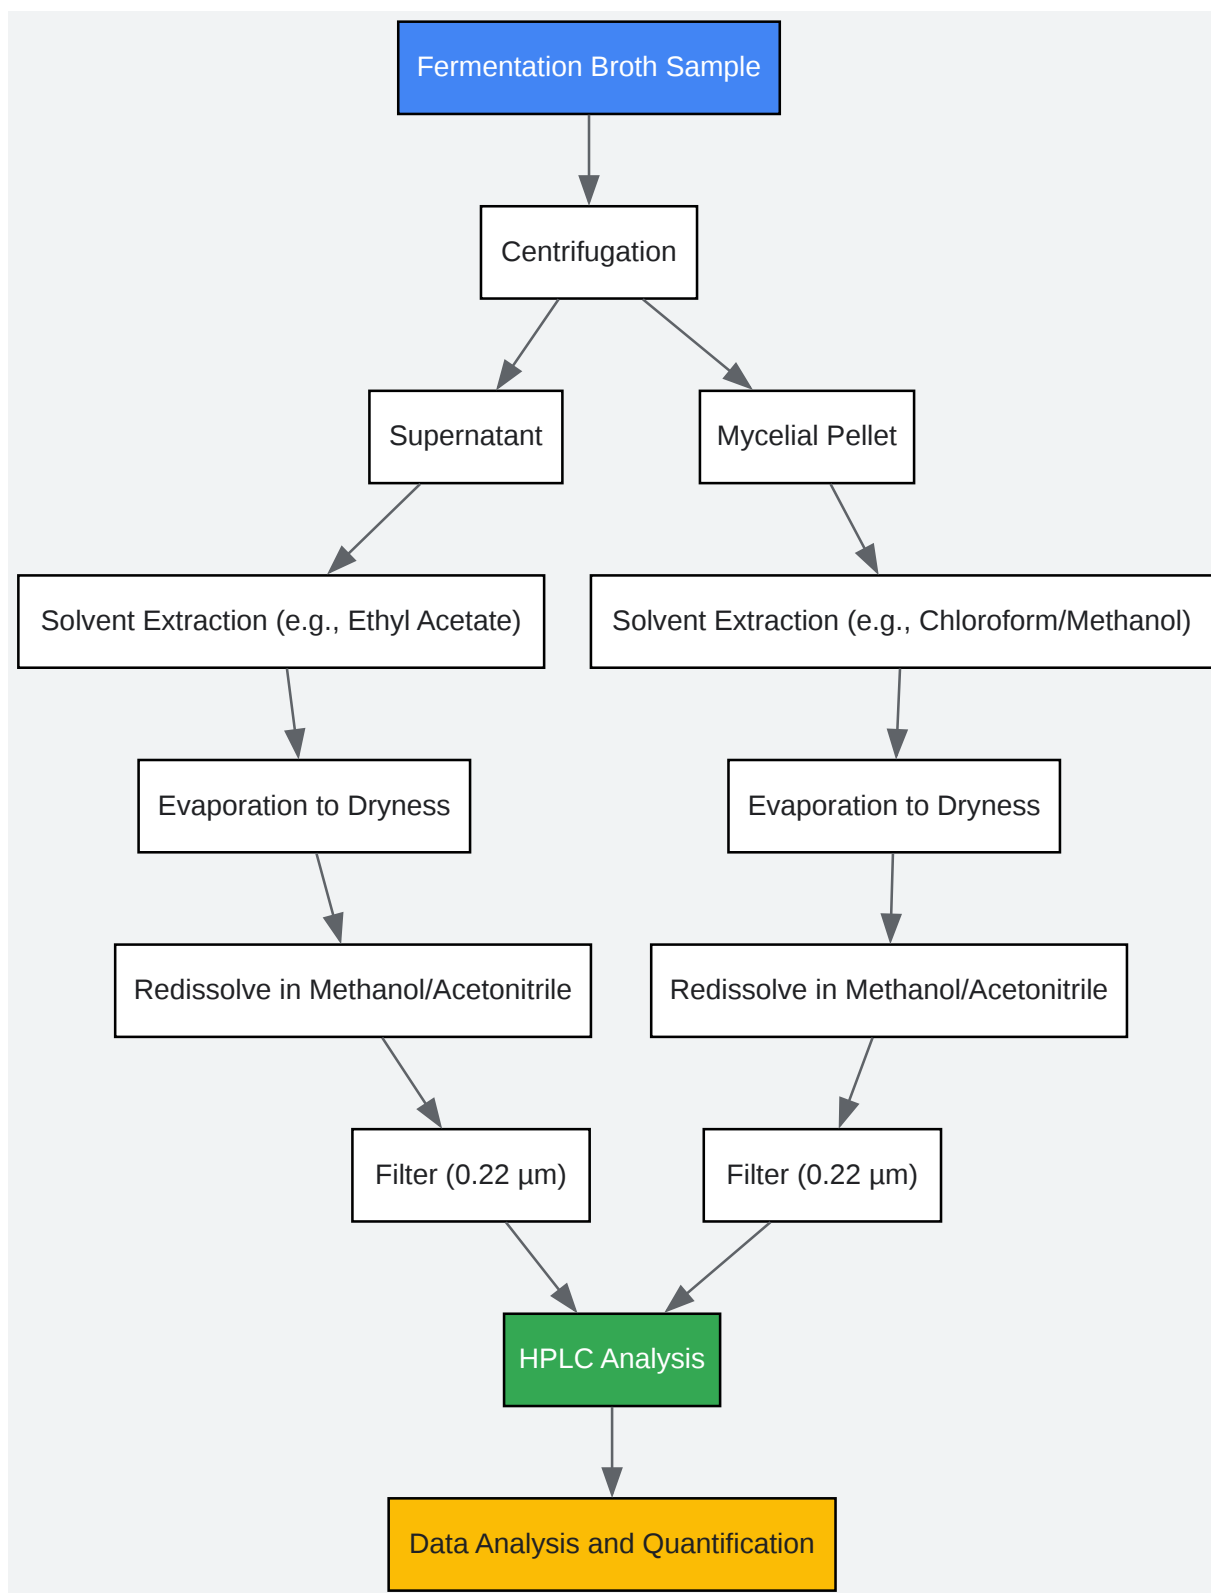 Fermentation Broth Sample
Centrifugation
Supernatant
Mycelial Pellet
Solvent Extraction (e.g., Ethyl Acetate)
Solvent Extraction (e.g., Chloroform/Methanol)
Evaporation to Dryness
Evaporation to Dryness
Redissolve in Methanol/Acetonitrile
Redissolve in Methanol/Acetonitrile
Filter (0.22 µm)
Filter (0.22 µm)
HPLC Analysis
Data Analysis and Quantification